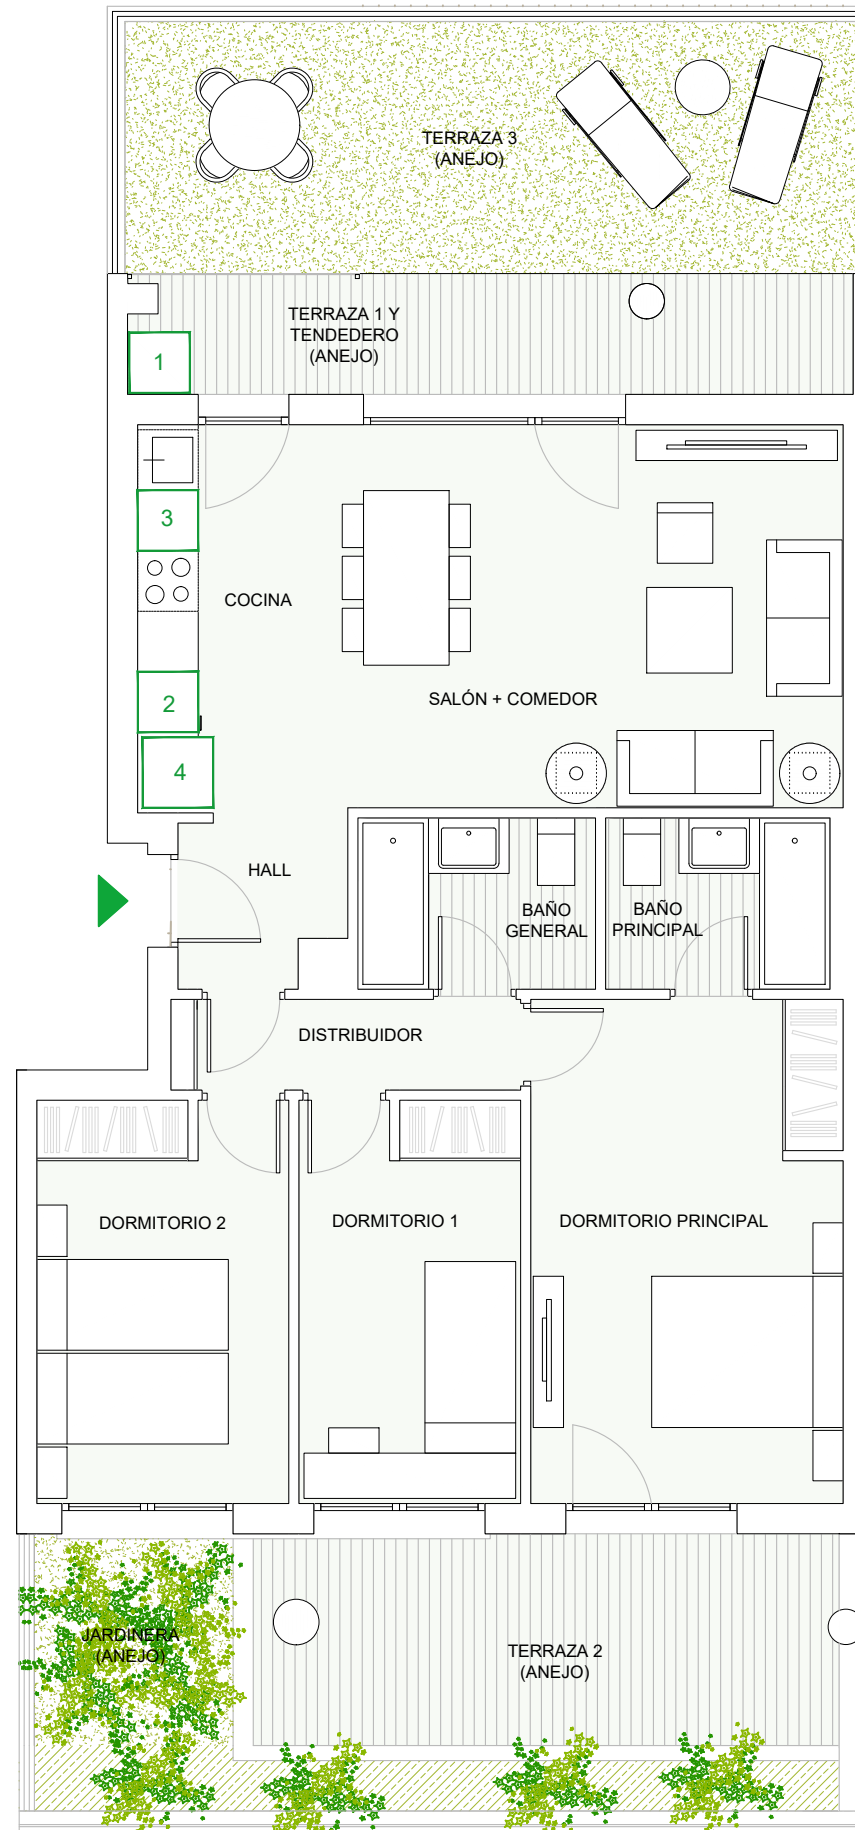 TERRAZA 3
(ANEJO)
TERRAZA 1 Y
TENDEDERO
(ANEJO)
1
3
COCINA
2
SALÓN + COMEDOR
4
HALL
BAÑO
GENERAL
BAÑO
PRINCIPAL
DISTRIBUIDOR
DORMITORIO 2
DORMITORIO 1
DORMITORIO PRINCIPAL
JARDINERA
(ANEJO)
TERRAZA 2
(ANEJO)